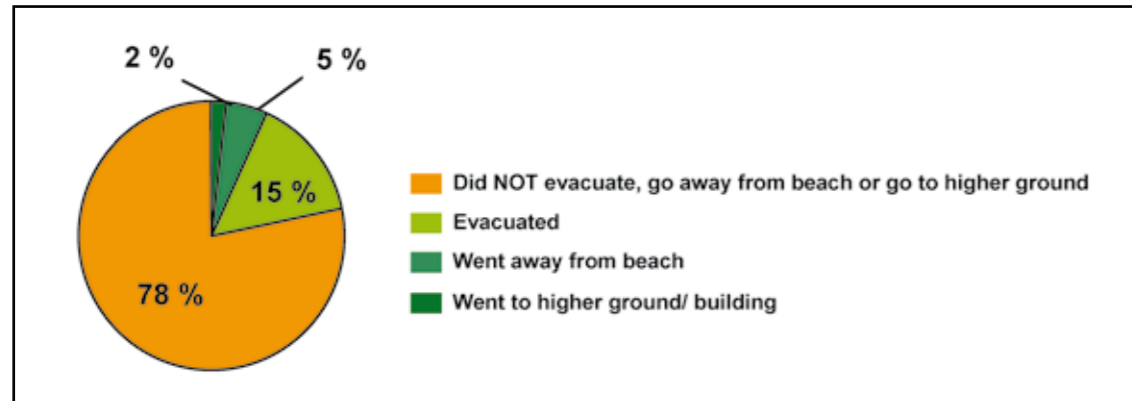 2 %
5 %
15 %
78 %
Did NOT evacuate, go away from beach or go to higher ground
Evacuated
Went away from beach
Went to higher ground/ building